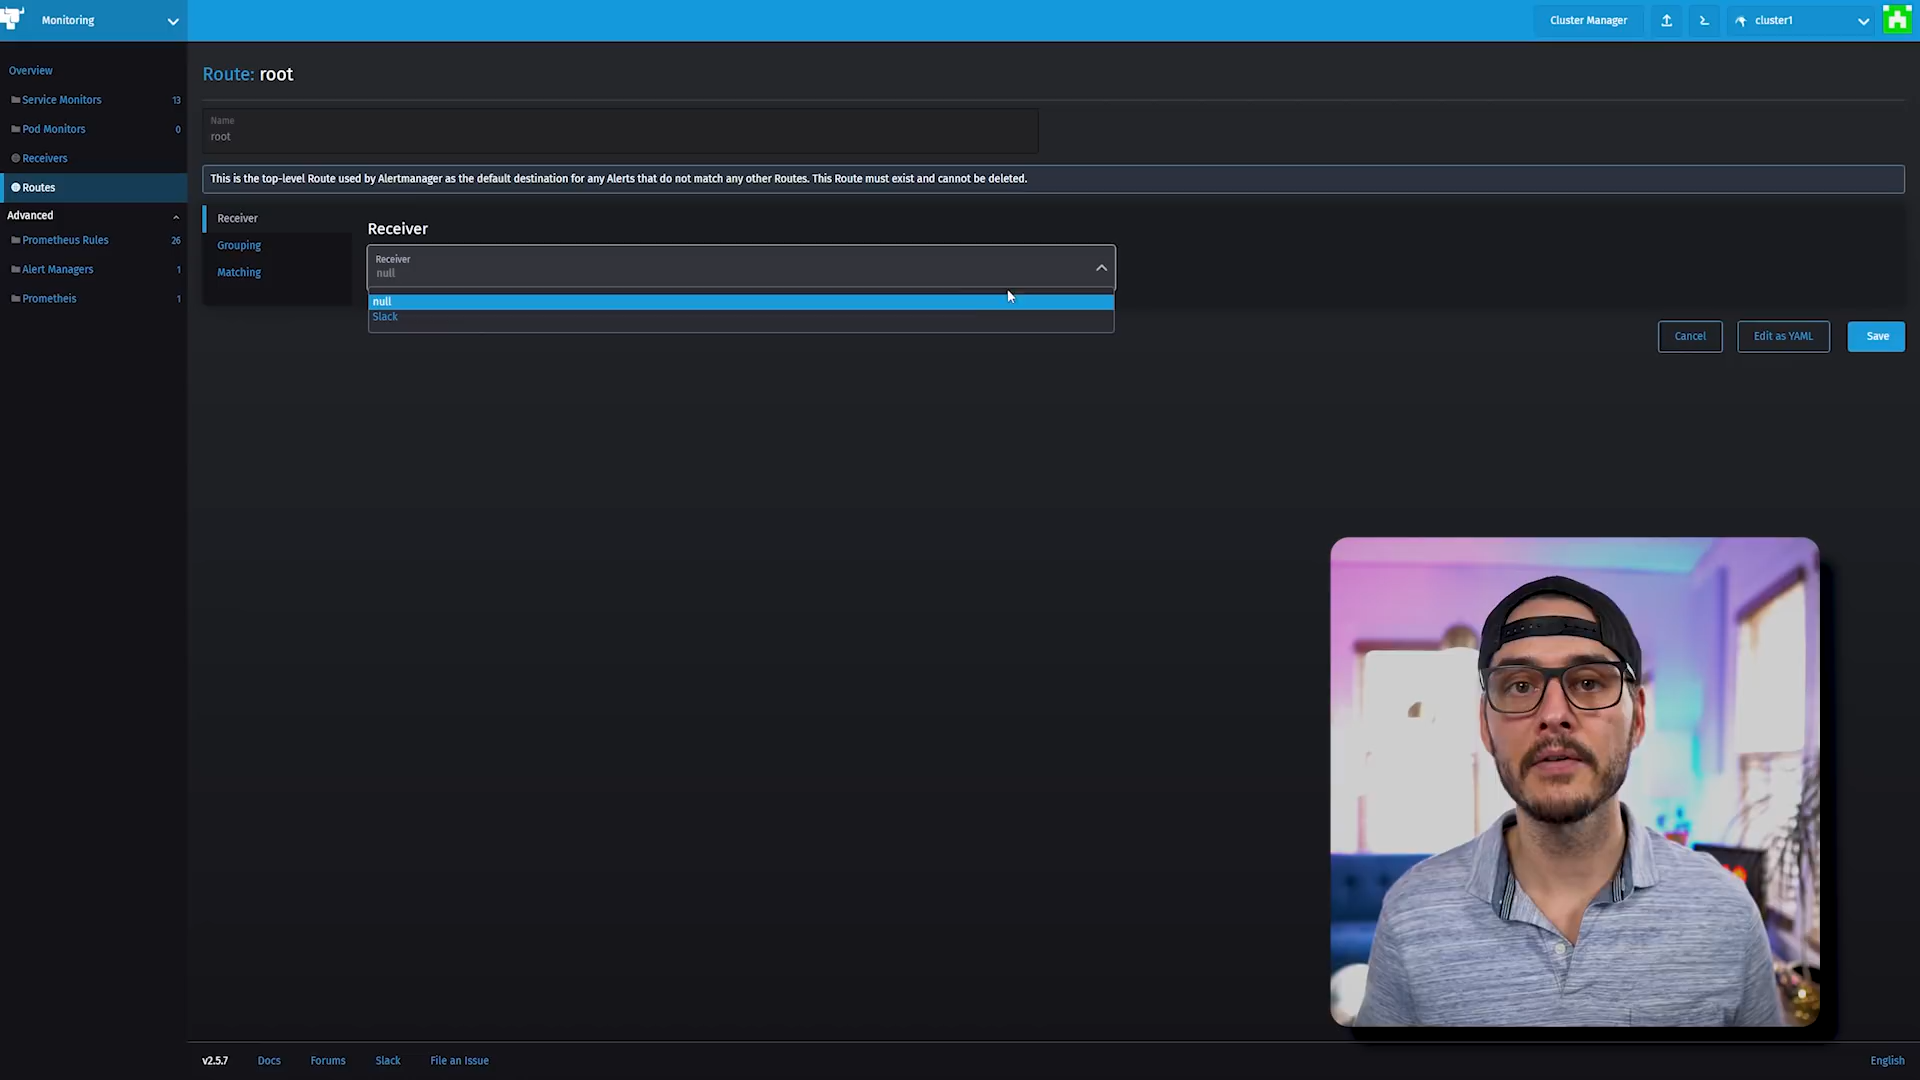 Monitoring
Cluster Manager
cluster1
Overview
Service Monitors 13
Pod Monitors 0
Receivers
Routes
Advanced
Prometheus Rules 26
Alert Managers 1
Prometheis 1
Route: root
Name
root
This is the top-level Route used by Alertmanager as the default destination for any Alerts that do not match any other Routes. This Route must exist and cannot be deleted.
Receiver
Grouping
Matching
Receiver
Receiver
null
null
Slack
Cancel
Edit as YAML
Save
v2.5.7
Docs
Forums
Slack
File an Issue
English